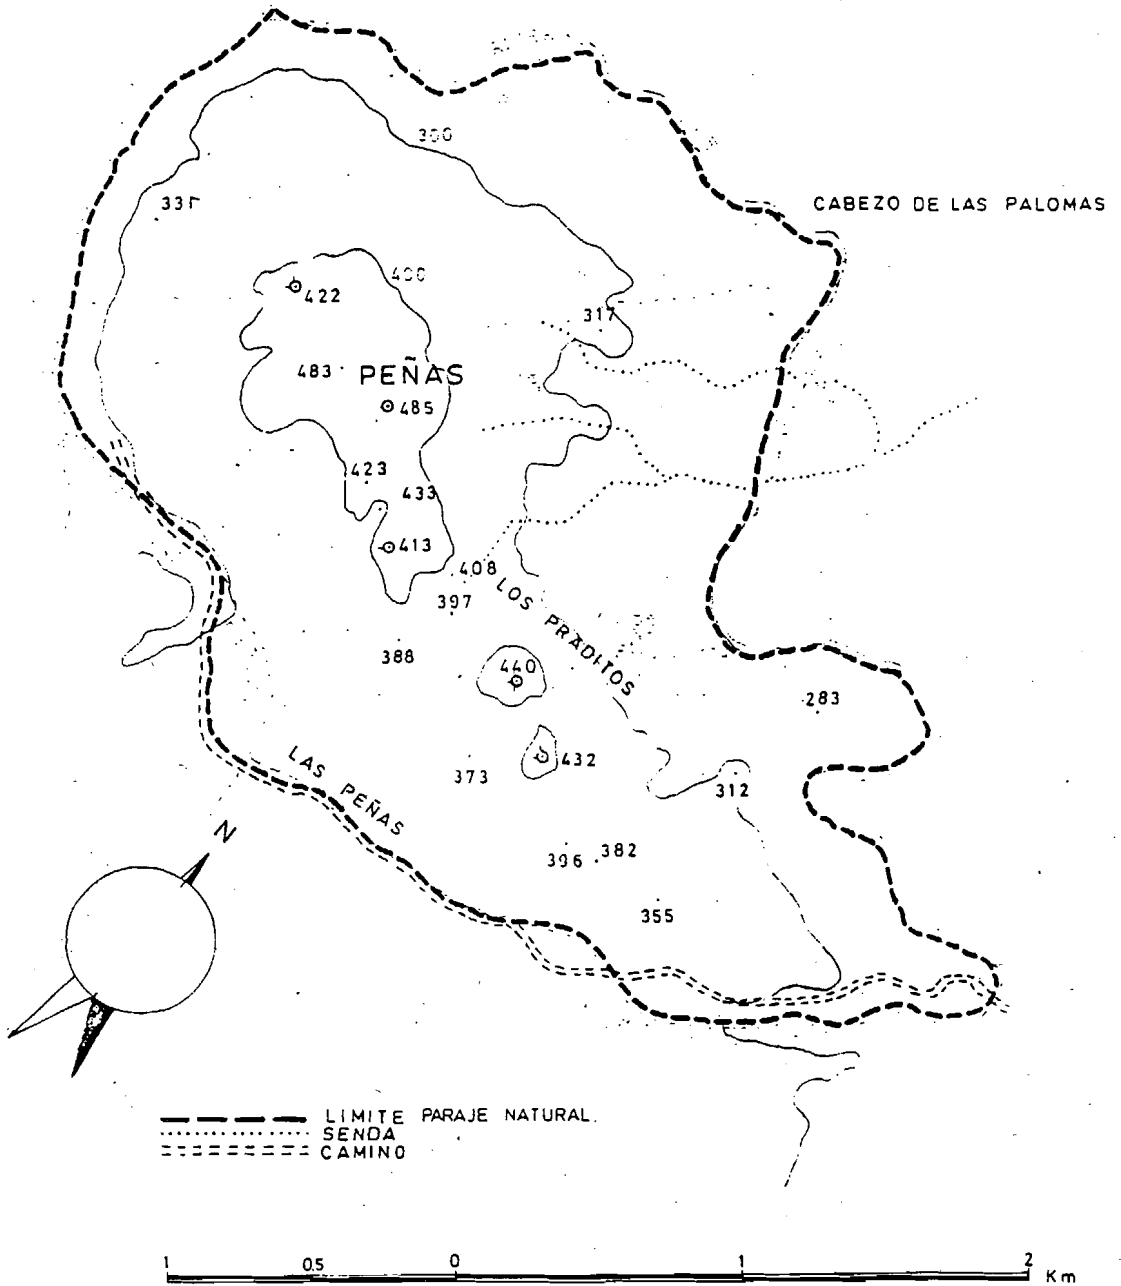 300
CABEZO DE LAS PALOMAS
331
400
422
317
483
PEÑAS
485
423
433
413
408
397
LOS PRADITOS
388
440
283
LAS PEÑAS
373
432
312
396
382
355
N
LIMITE PARAJE NATURAL.
SENDA
CAMINO
1 0.5 0 1 2 Km